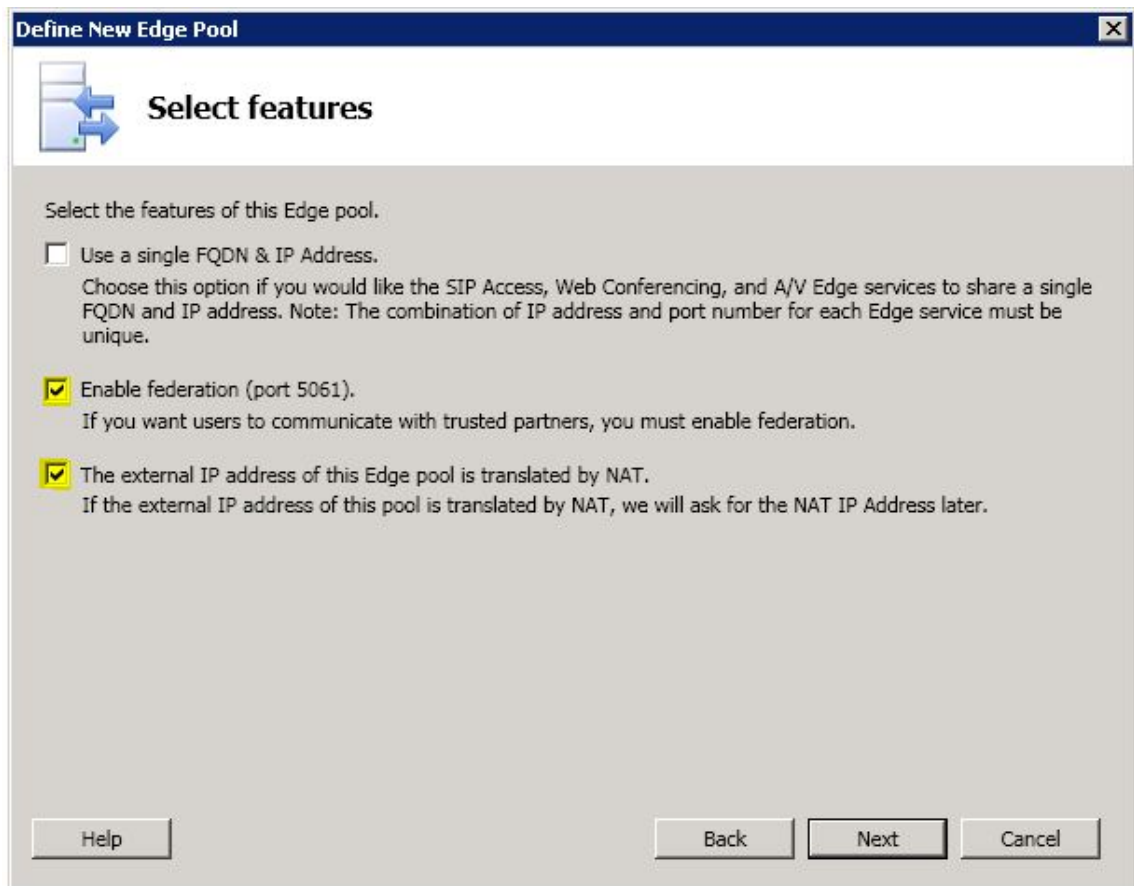 Define New Edge Pool
Select features
Select the features of this Edge pool.
Use a single FQDN & IP Address.
Choose this option if you would like the SIP Access, Web Conferencing, and A/V Edge services to share a single
FQDN and IP address. Note: The combination of IP address and port number for each Edge service must be
unique.
Enable federation (port 5061).
If you want users to communicate with trusted partners, you must enable federation.
The external IP address of this Edge pool is translated by NAT.
If the external IP address of this pool is translated by NAT, we will ask for the NAT IP Address later.
Help Back Next Cancel